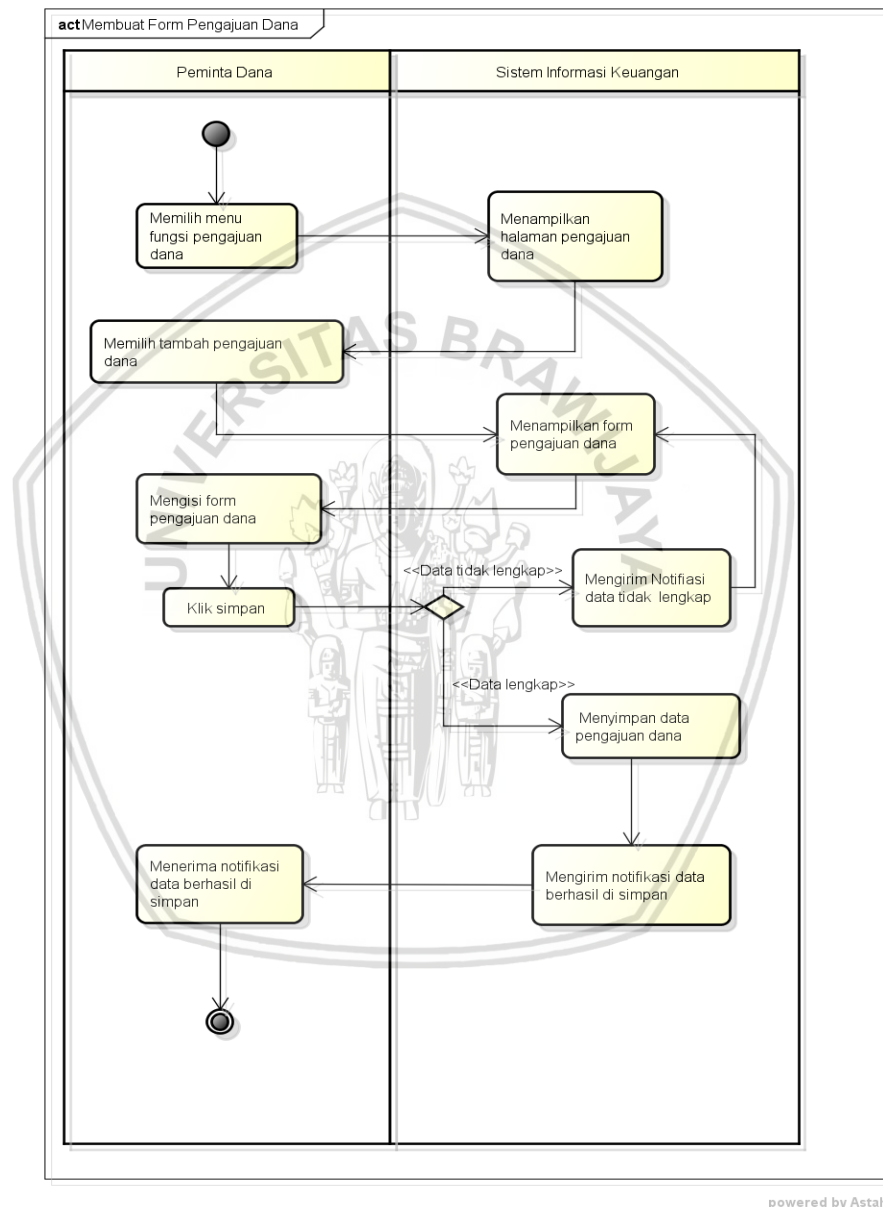 act Membuat Form Pengajuan Dana
Peminta Dana
Sistem Informasi Keuangan
Memilih menu
fungsi pengajuan
dana
Menampilkan
halaman pengajuan
dana
Memilih tambah pengajuan
dana
Menampilkan form
pengajuan dana
Mengisi form
pengajuan dana
<<Data tidak lengkap>>
Mengirim Notifiasi
data tidak lengkap
Klik simpan
<<Data lengkap>>
Menyimpan data
pengajuan dana
Menerima notifikasi
data berhasil di
simpan
Mengirim notifikasi data
berhasil di simpan
UNIVERSITAS BRAWIJAYA
powered by Astah